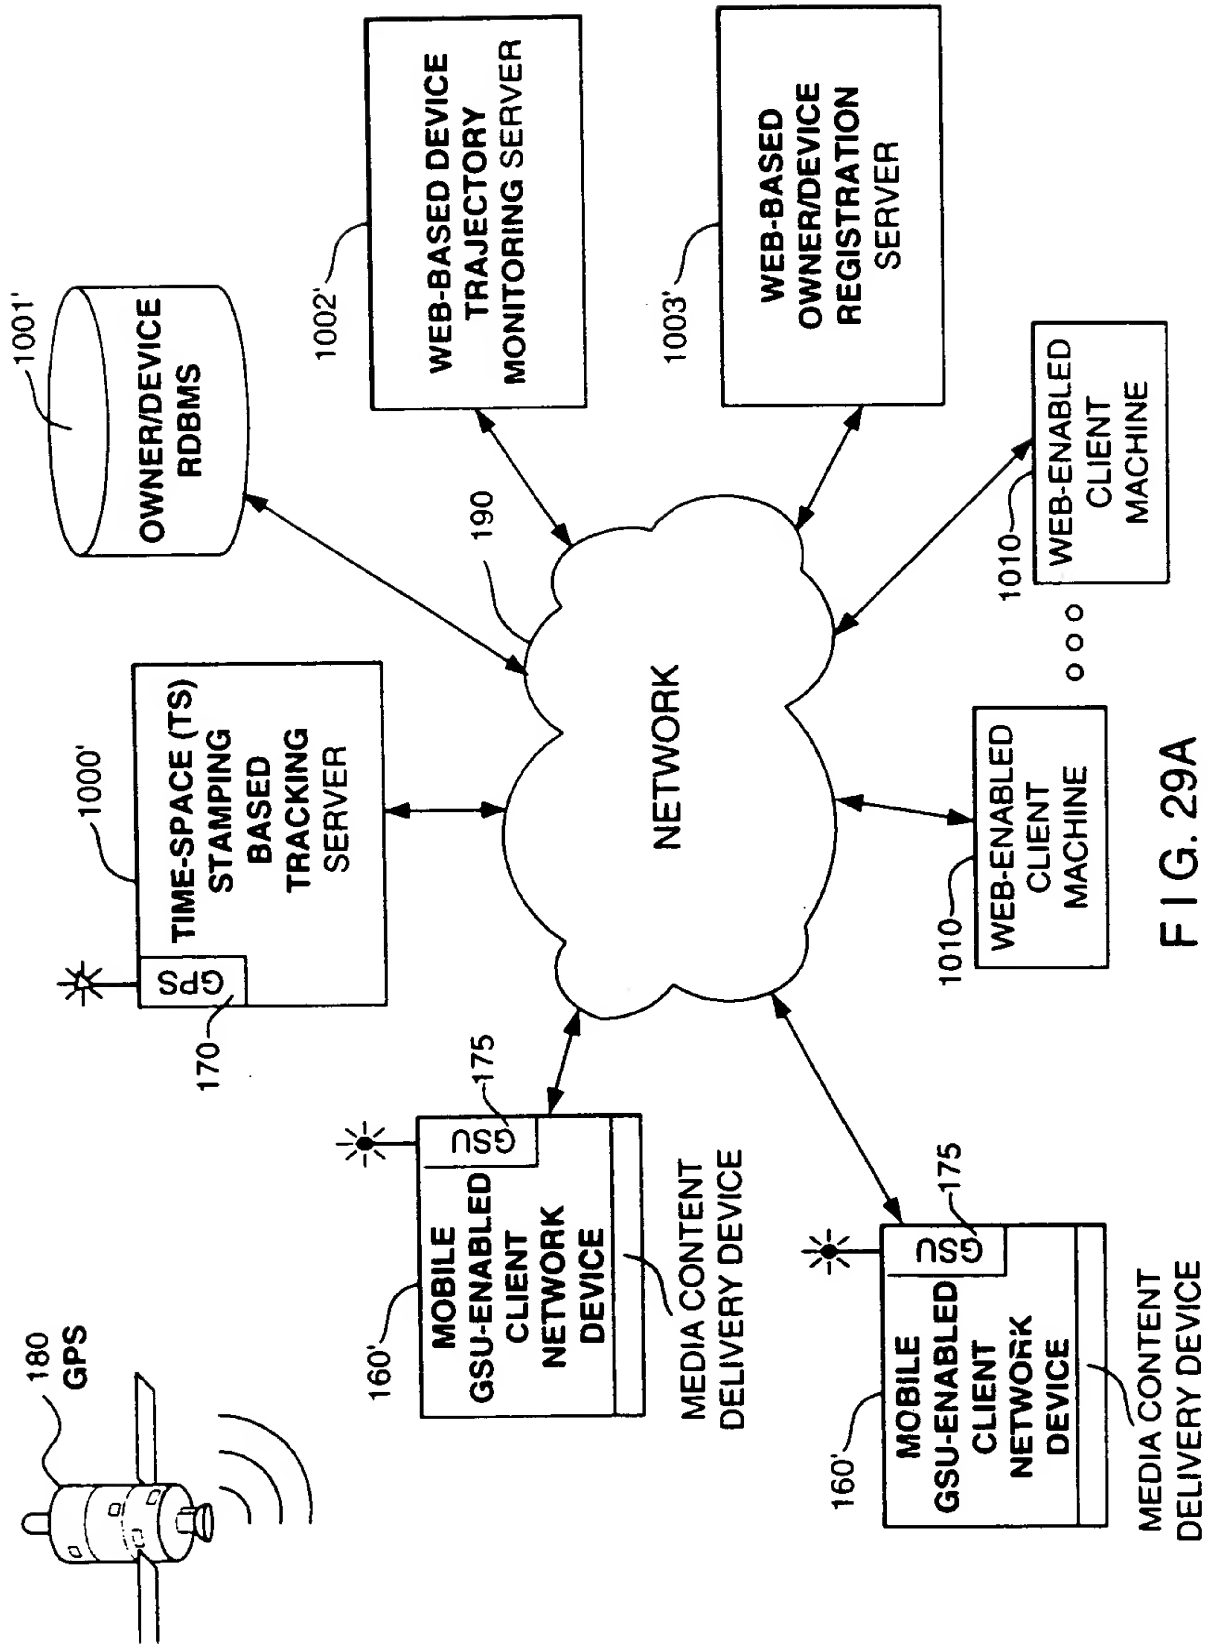 180
GPS
1000'
TIME-SPACE (TS)
STAMPING
BASED
TRACKING
SERVER
GPS
170
1001'
OWNER/DEVICE
RDBMS
160'
MOBILE
GSU-ENABLED
CLIENT
NETWORK
DEVICE
GSU
175
MEDIA CONTENT
DELIVERY DEVICE
190
NETWORK
1002'
WEB-BASED DEVICE
TRAJECTORY
MONITORING SERVER
160'
MOBILE
GSU-ENABLED
CLIENT
NETWORK
DEVICE
GSU
175
MEDIA CONTENT
DELIVERY DEVICE
1003'
WEB-BASED
OWNER/DEVICE
REGISTRATION
SERVER
1010
WEB-ENABLED
CLIENT
MACHINE
1010
WEB-ENABLED
CLIENT
MACHINE
FIG. 29A